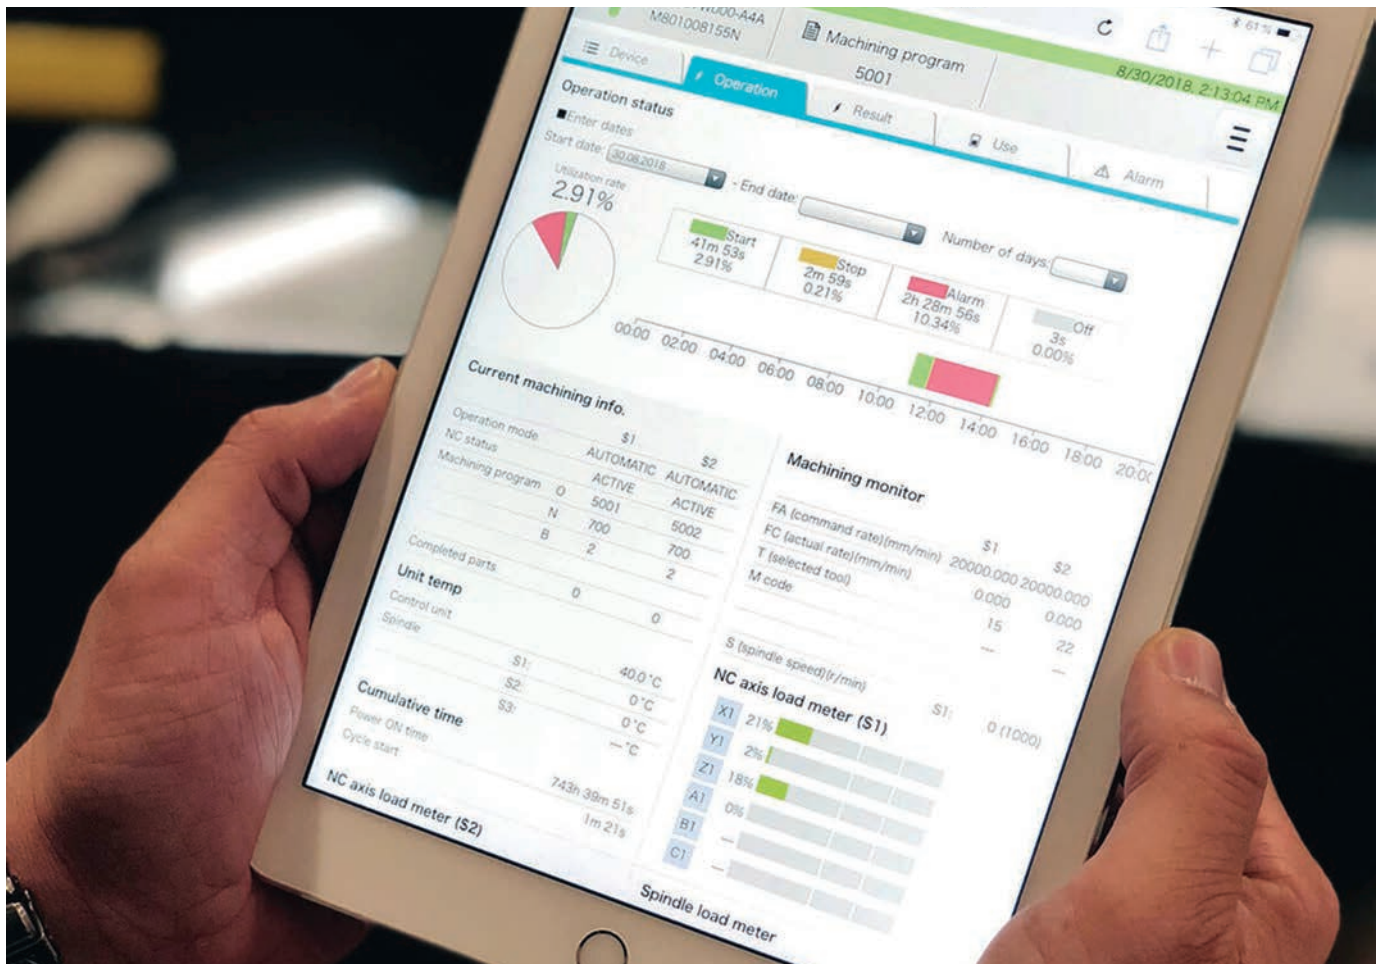 M801008155N
Machining program
5001
61%
8/30/2018, 2:13:04 PM
Device
Operation
Result
Use
Alarm
Operation status
Enter dates
Start date: 30.08.2018 - End date: Number of days:
Utilization rate
2.91%
Start
41m 53s
2.91%
Stop
2m 59s
0.21%
Alarm
2h 28m 56s
10.34%
Off
3s
0.00%
00:00 02:00 04:00 06:00 08:00 10:00 12:00 14:00 16:00 18:00 20:00
Current machining info.
$1 $2
Operation mode AUTOMATIC AUTOMATIC
NC status ACTIVE ACTIVE
Machining program O 5001 5002
N 700 700
B 2 2
Completed parts 0 0
Unit temp
Control unit 40.0°C
Spindle S1: 0°C
S2: 0°C
S3: —°C
Cumulative time
Power ON time 743h 39m 51s
Cycle start 1m 21s
NC axis load meter ($2)
Machining monitor
$1 $2
FA (command rate)(mm/min) 20000.000 20000.000
FC (actual rate)(mm/min) 0.000 0.000
T (selected tool) 15 22
M code — —
S (spindle speed)(r/min) S1: 0 (1000)
NC axis load meter ($1)
X1 21%
Y1 2%
Z1 18%
A1 0%
B1 —
C1 —
Spindle load meter